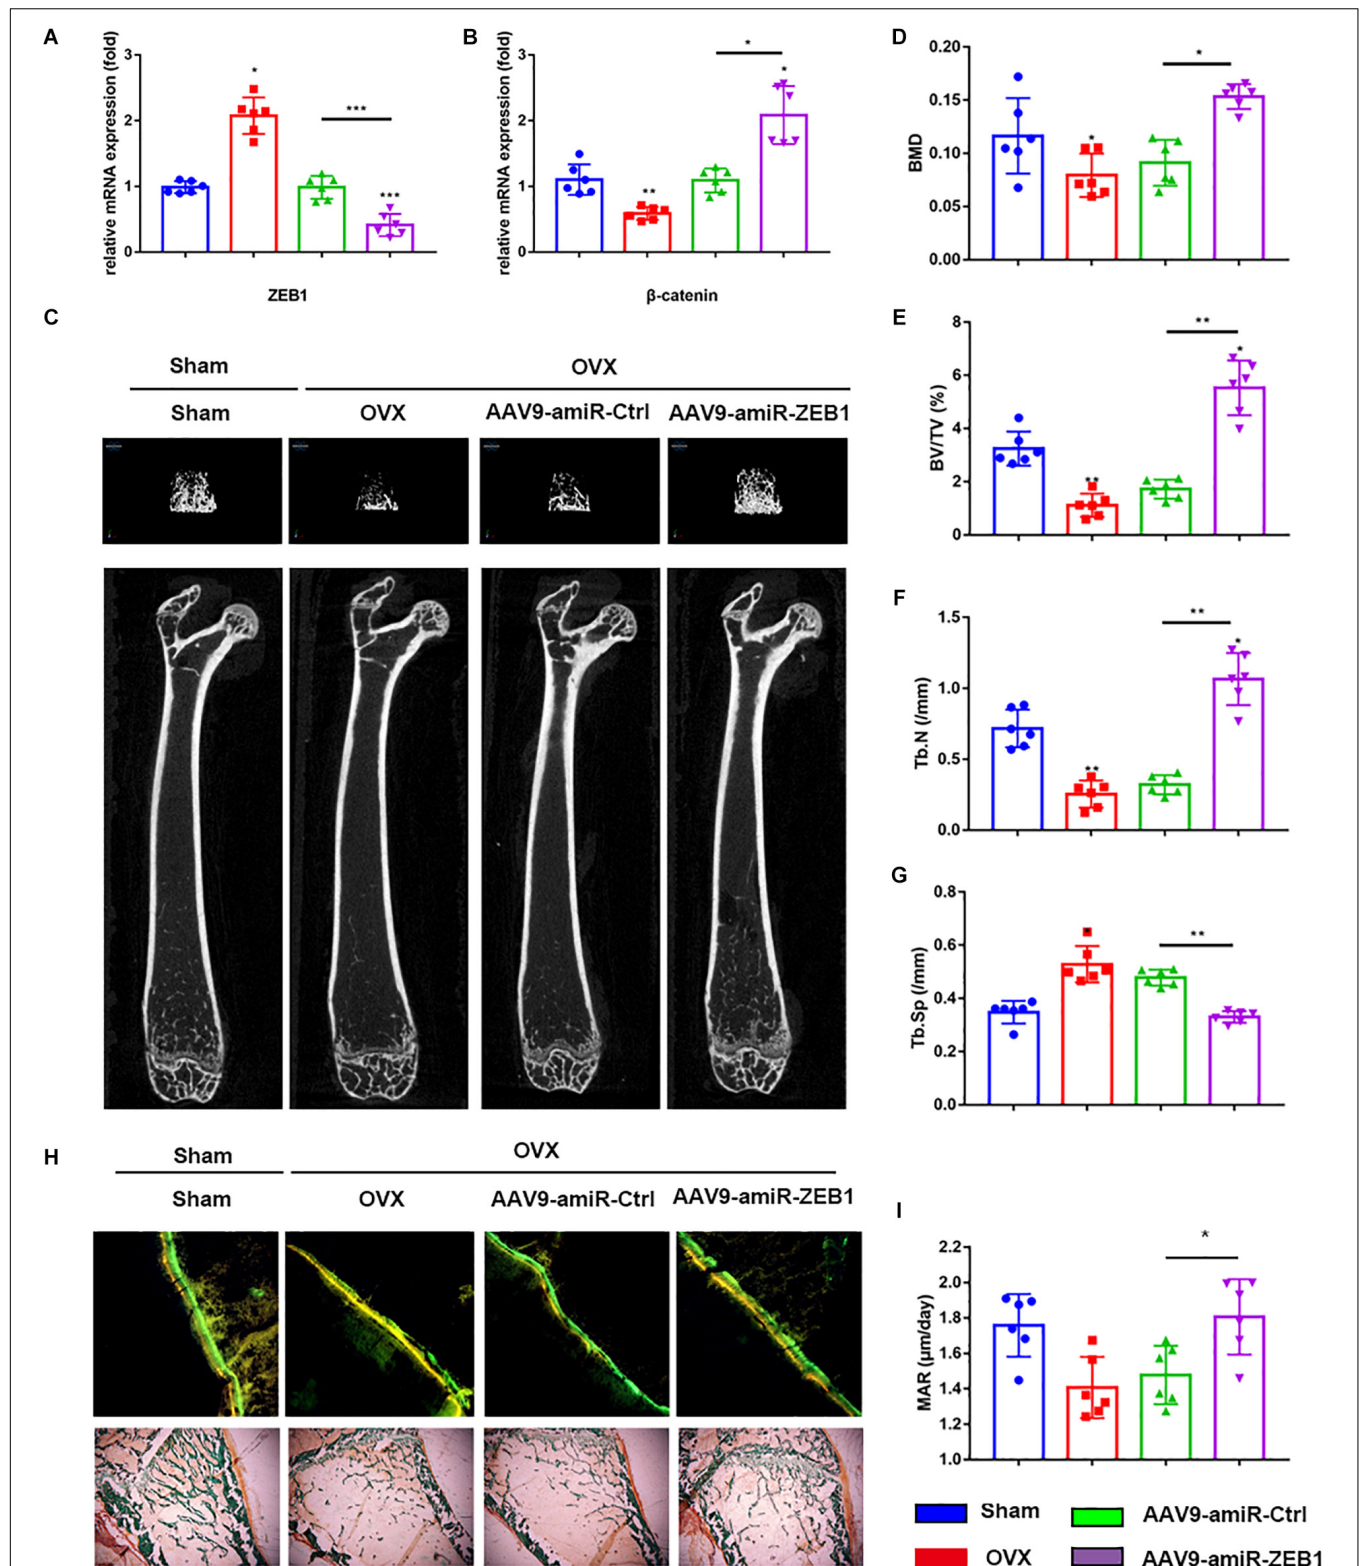 A
relative mRNA expression (fold)
3
2
1
0
*
***
***
ZEB1
B
relative mRNA expression (fold)
3
2
1
0
**
*
*
β-catenin
C
Sham OVX
Sham OVX AAV9-amiR-Ctrl AAV9-amiR-ZEB1
D
BMD
0.20
0.15
0.10
0.05
0.00
*
*
E
BV/TV (%)
8
6
4
2
0
**
**
*
F
Tb.N (/mm)
1.5
1.0
0.5
0.0
**
**
*
G
Tb.Sp (/mm)
0.8
0.6
0.4
0.2
0.0
*
**
H
Sham OVX
Sham OVX AAV9-amiR-Ctrl AAV9-amiR-ZEB1
I
MAR (μm/day)
2.2
2.0
1.8
1.6
1.4
1.2
1.0
*
Sham AAV9-amiR-Ctrl
OVX AAV9-amiR-ZEB1